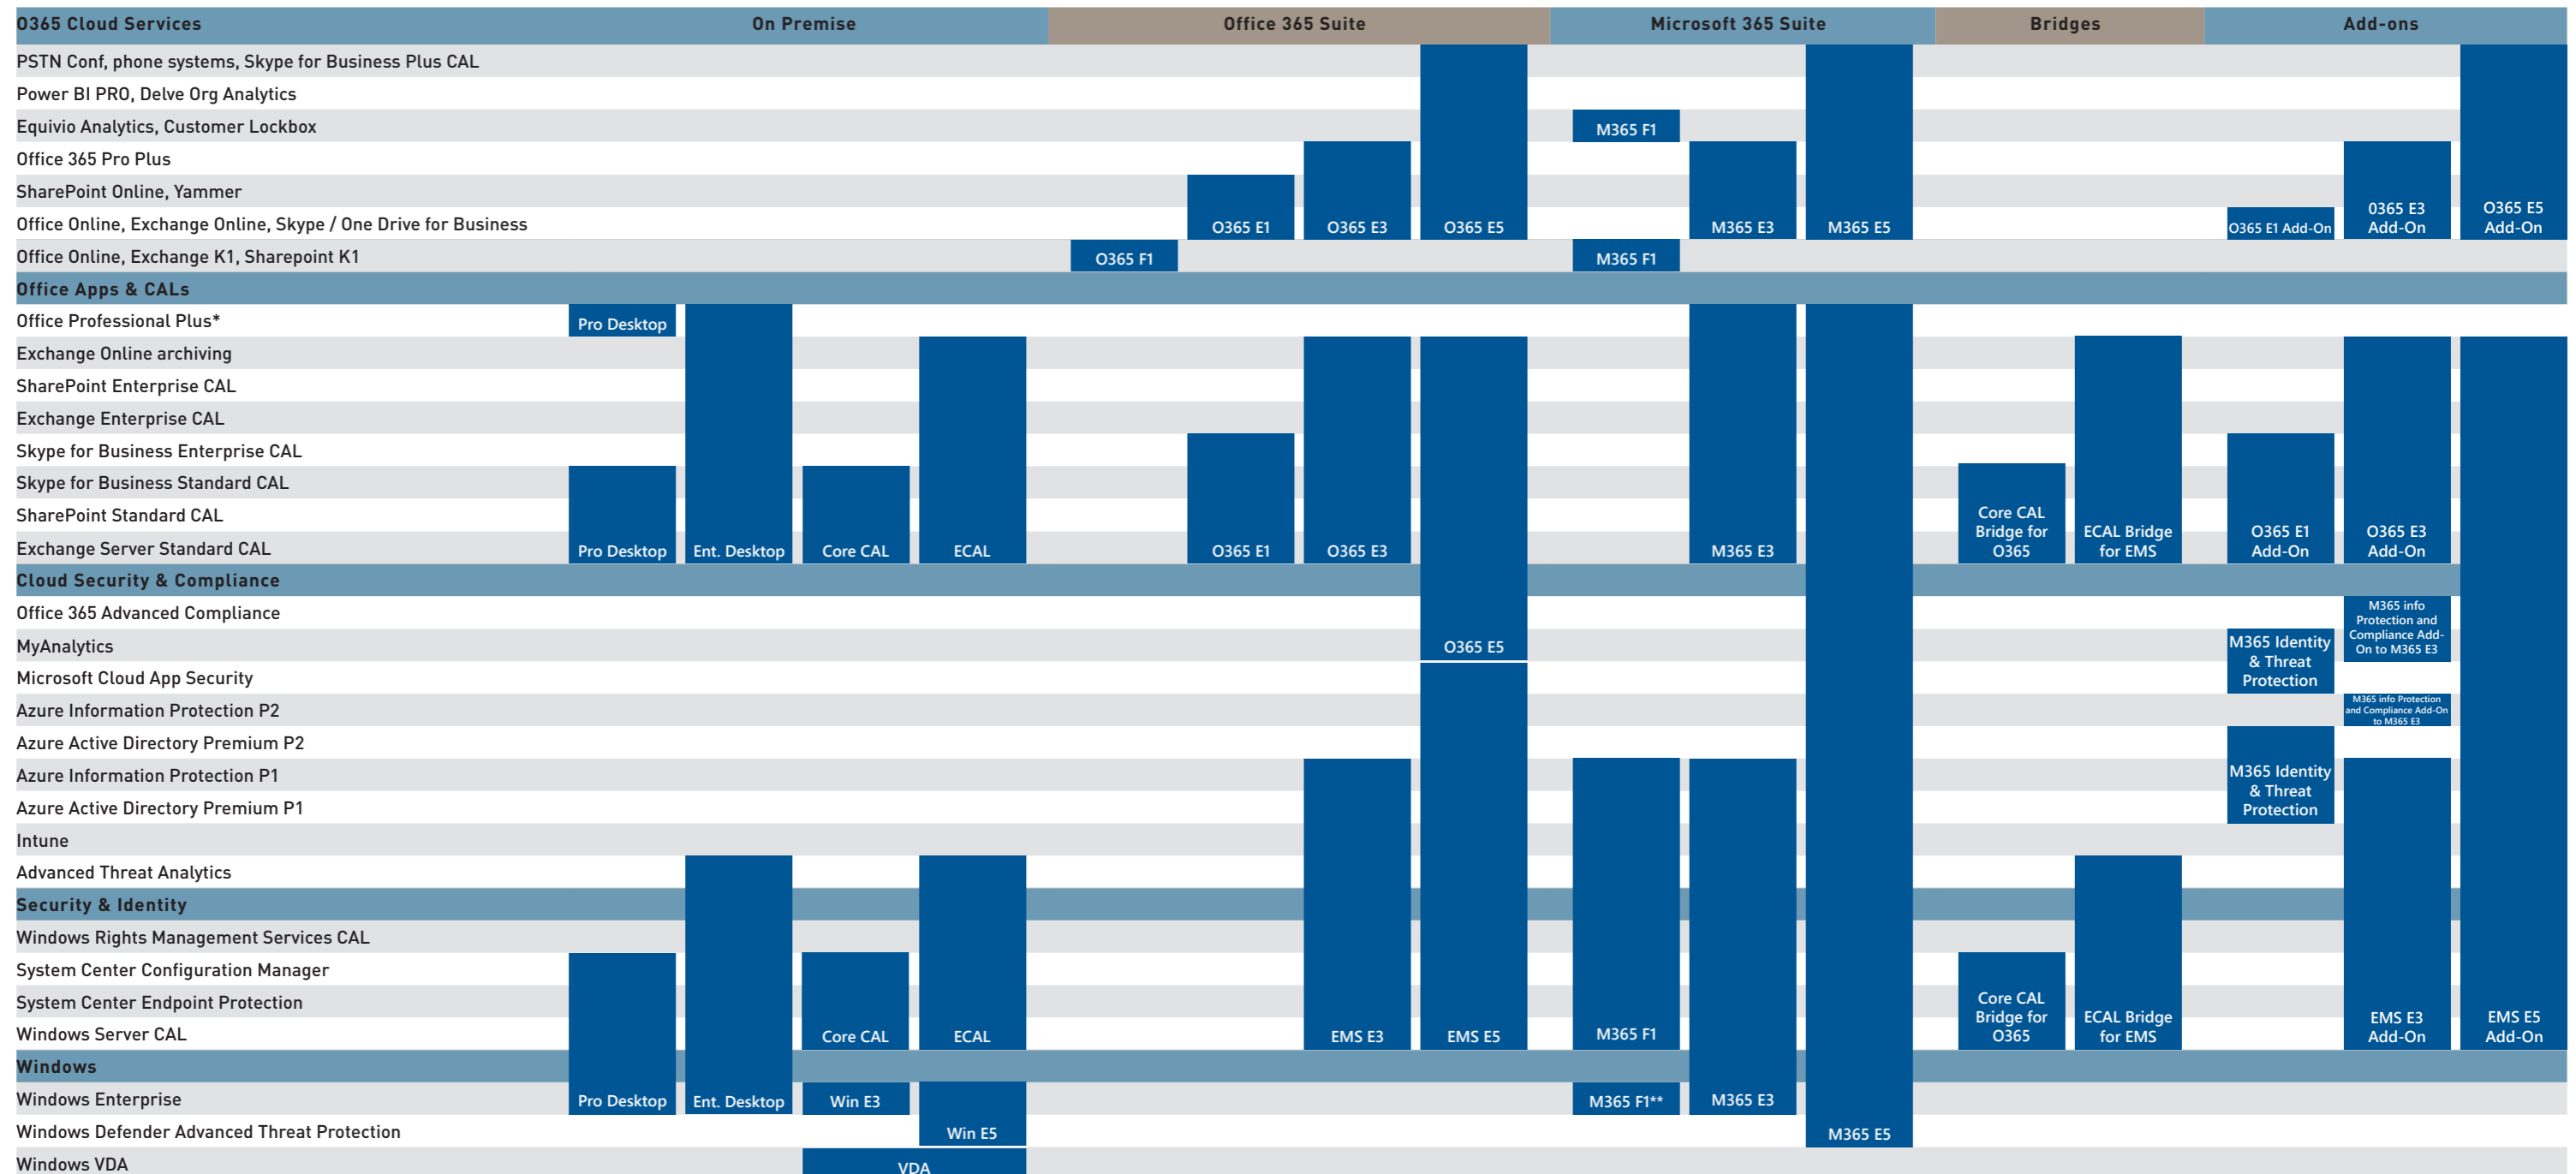 O365 Cloud Services On Premise Office 365 Suite Microsoft 365 Suite Bridges Add-ons
PSTN Conf, phone systems, Skype for Business Plus CAL
Power BI PRO, Delve Org Analytics
Equivio Analytics, Customer Lockbox M365 F1
Office 365 Pro Plus
SharePoint Online, Yammer
Office Online, Exchange Online, Skype / One Drive for Business O365 E1 O365 E3 O365 E5 M365 E3 M365 E5 O365 E1 Add-On
0365 E3
Add-On
O365 E5
Add-On
Office Online, Exchange K1, Sharepoint K1 O365 F1 M365 F1
Office Apps & CALs
Office Professional Plus* Pro Desktop
Exchange Online archiving
SharePoint Enterprise CAL
Exchange Enterprise CAL
Skype for Business Enterprise CAL
Skype for Business Standard CAL
SharePoint Standard CAL
Exchange Server Standard CAL Pro Desktop Ent. Desktop Core CAL ECAL O365 E1 O365 E3 M365 E3
Core CAL
Bridge for
O365
ECAL Bridge
for EMS
O365 E1
Add-On
O365 E3
Add-On
Cloud Security & Compliance
Office 365 Advanced Compliance
MyAnalytics O365 E5
M365 Identity
& Threat
Protection
M365 info
Protection and
Compliance Add-
On to M365 E3
Microsoft Cloud App Security
Azure Information Protection P2
M365 info Protection
and Compliance Add-On
to M365 E3
Azure Active Directory Premium P2
Azure Information Protection P1
M365 Identity
& Threat
Protection
Azure Active Directory Premium P1
Intune
Advanced Threat Analytics
Security & Identity
Windows Rights Management Services CAL
System Center Configuration Manager
System Center Endpoint Protection
Windows Server CAL Core CAL ECAL EMS E3 EMS E5 M365 F1
Core CAL
Bridge for
O365
ECAL Bridge
for EMS
EMS E3
Add-On
EMS E5
Add-On
Windows
Windows Enterprise Pro Desktop Ent. Desktop Win E3 M365 F1** M365 E3
Windows Defender Advanced Threat Protection Win E5 M365 E5
Windows VDA VDA